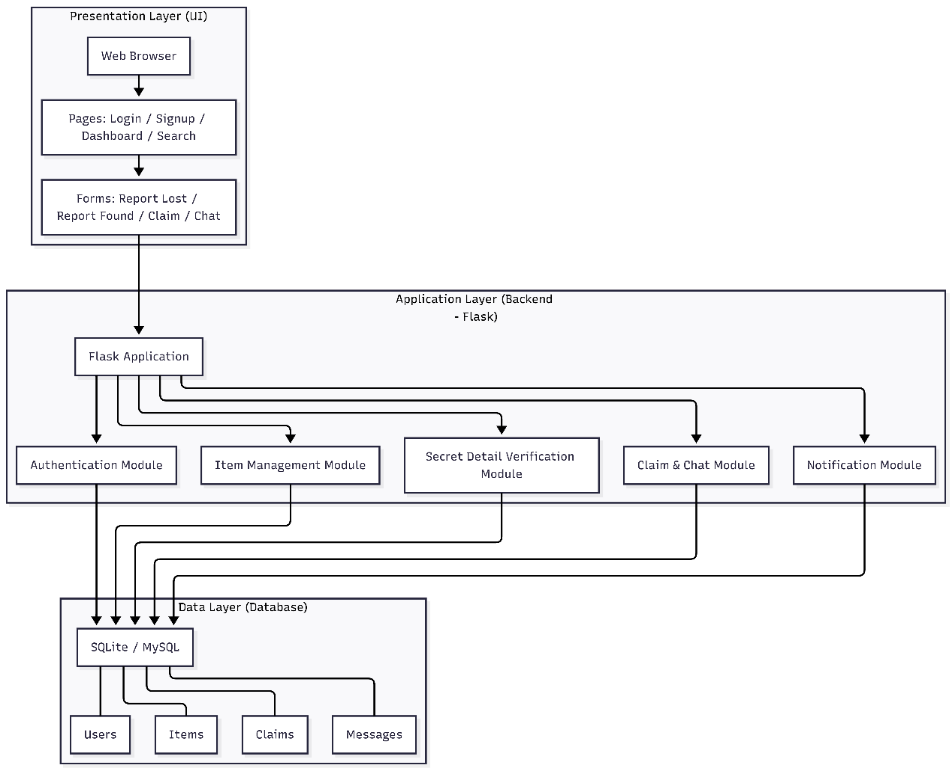 Presentation Layer (UI)
Web Browser
Pages: Login / Signup /
Dashboard / Search
Forms: Report Lost /
Report Found / Claim / Chat
Application Layer (Backend
- Flask)
Flask Application
Authentication Module
Item Management Module
Secret Detail Verification
Module
Claim & Chat Module
Notification Module
Data Layer (Database)
SQLite / MySQL
Users
Items
Claims
Messages